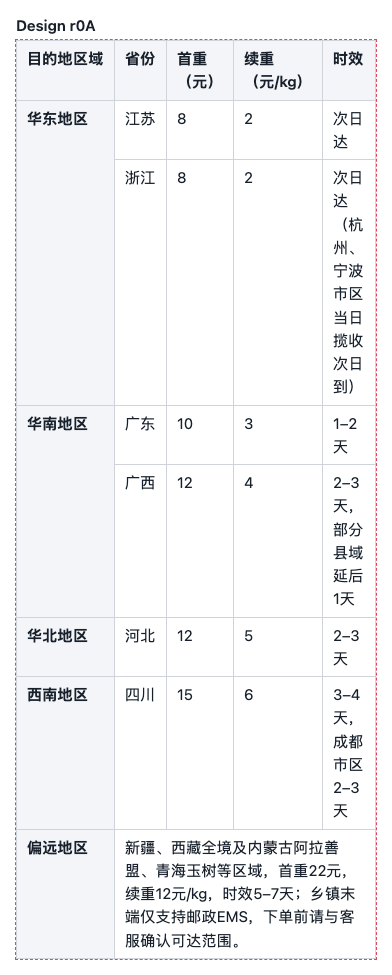 Design r0A
目的地区域 省份 首重（元） 续重（元/kg） 时效
华东地区 江苏 8 2 次日达
浙江 8 2 次日达（杭州、宁波市区当日揽收次日到）
华南地区 广东 10 3 1–2天
广西 12 4 2–3天，部分县域延后1天
华北地区 河北 12 5 2–3天
西南地区 四川 15 6 3–4天，成都市区2–3天
偏远地区 新疆、西藏全境及内蒙古阿拉善
盟、青海玉树等区域，首重22元，
续重12元/kg，时效5–7天；乡镇末
端仅支持邮政EMS，下单前请与客
服确认可达范围。